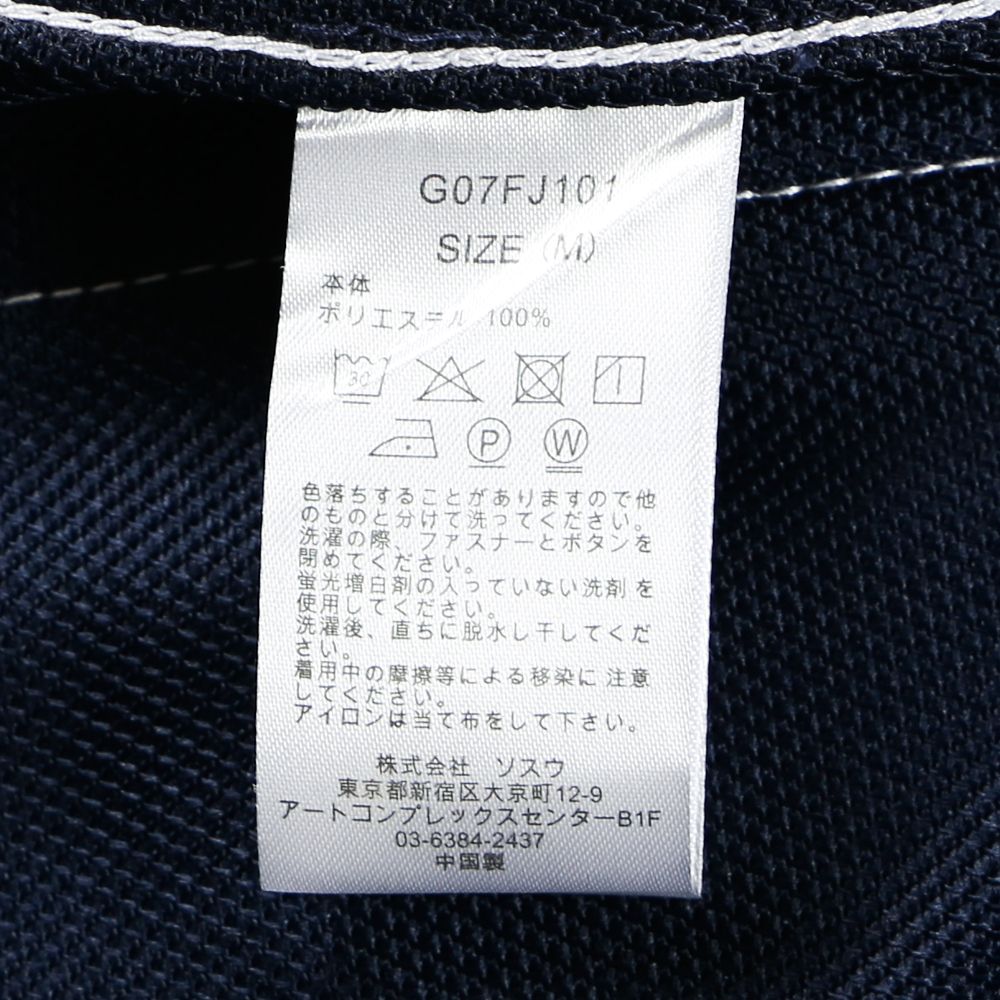 G07FJ101
SIZE (M)
本体
ポリエステル 100%
30
P W
色落ちすることがありますので他
のものと分けて洗ってください。
洗濯の際、ファスナーとボタンを
閉めてください。
蛍光増白剤の入っていない洗剤 を
使用してください。
洗濯後、直ちに脱水し干してくだ
さい。
着用中の摩擦等による移染に 注意
してください。
アイロンは当て布をして下さい。
株式会社 ソスウ
東京都新宿区大京町12-9
アートコンプレックスセンターB1F
03-6384-2437
中国製